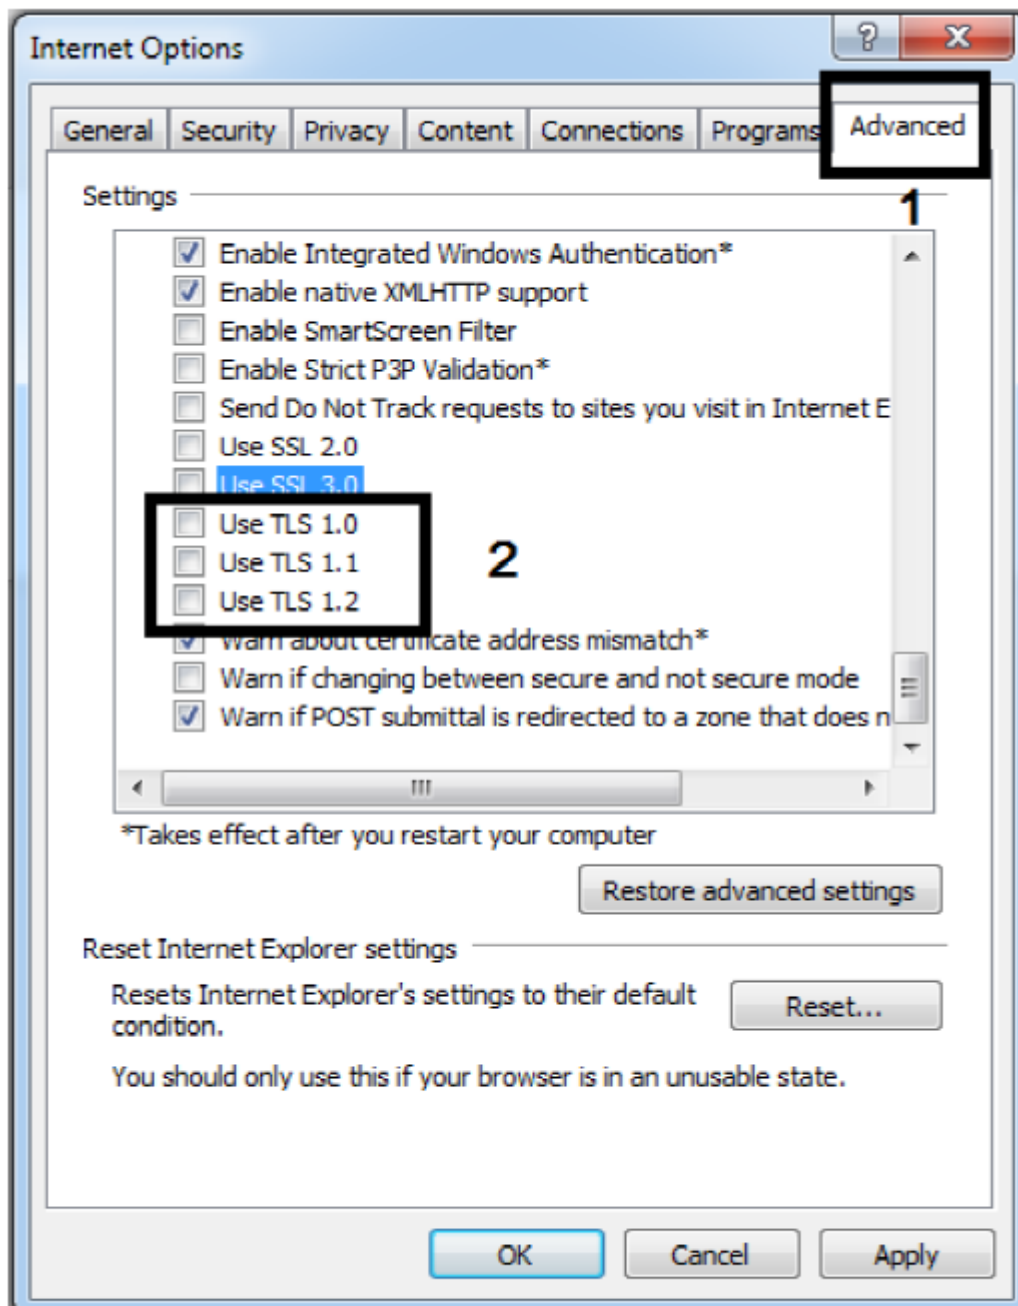 Internet Options
General Security Privacy Content Connections Programs Advanced
Settings
1
Enable Integrated Windows Authentication*
Enable native XMLHTTP support
Enable SmartScreen Filter
Enable Strict P3P Validation*
Send Do Not Track requests to sites you visit in Internet E
Use SSL 2.0
Use SSL 3.0
Use TLS 1.0
Use TLS 1.1
2
Use TLS 1.2
Warn about certificate address mismatch*
Warn if changing between secure and not secure mode
Warn if POST submittal is redirected to a zone that does n
*Takes effect after you restart your computer
Restore advanced settings
Reset Internet Explorer settings
Resets Internet Explorer's settings to their default
condition.
Reset...
You should only use this if your browser is in an unusable state.
OK Cancel Apply